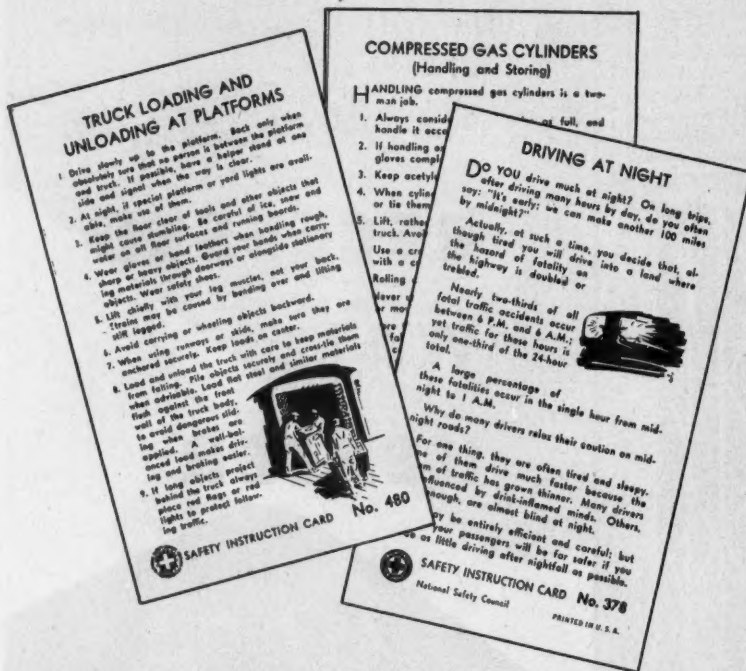 TRUCK LOADING AND
UNLOADING AT PLATFORMS
1. Drive slowly up to the platform. Back only when
absolutely sure that no person is between the platform
and truck. If possible, have a helper stand at one
side and signal when the way is clear.
2. At night, if special platform or yard lights are avail-
able, make use of them.
3. Keep the floor clear of tools and other objects that
might cause stumbling. Be careful of ice, snow and
water on all floor surfaces and running boards.
4. Wear gloves or hand leathers when handling rough,
sharp or heavy objects. Guard your hands when carry-
ing materials through doorways or alongside stationary
objects. Wear safety shoes.
5. Lift chiefly with your leg muscles, not your back.
Strains may be caused by bending over and lifting
stiff legged.
6. Avoid carrying or wheeling objects backward.
7. When using runways or skids, make sure they are
anchored securely. Keep loads on center.
8. Load and unload the truck with care to keep materials
from falling. Pile objects securely and cross-tie them
when advisable. Load flat steel and similar materials
flush against the front
wall of the truck body,
to avoid dangerous slid-
ing when brakes are
applied. A well-bal-
anced load makes driv-
ing and braking easier.
9. If long objects project
behind the truck always
place red flags or red
lights to protect follow-
ing traffic.
No. 480
SAFETY INSTRUCTION CARD
COMPRESSED GAS CYLINDERS
(Handling and Storing)
HANDLING compressed gas cylinders is a two-
man job.
1. Always as full, and
handle it
2. If handling
gloves
3. Keep
4. When
or tie them
5. Lift,
truck.
Use a
with a
Rolling
DRIVING AT NIGHT
DO YOU drive much at night? On long trips,
after driving many hours by day, do you often
say: "It's early; we can make another 100 miles
by midnight?"
Actually, at such a time, you decide that, al-
though tired you will drive into a land where
the hazard of fatality on
the highway is doubled or
trebled.
Nearly two-thirds of all
fatal traffic accidents occur
between 6 P.M. and 6 A.M.;
yet traffic for these hours is
only one-third of the 24-hour
total.
A large percentage of
these fatalities occur in the single hour from mid-
night to 1 A.M.
Why do many drivers relax their caution on mid-
night roads?
For one thing, they are often tired and sleepy.
of them drive much faster because the
of traffic has grown thinner. Many drivers
by drink-inflamed minds. Others,
enough, are almost blind at night.
be entirely efficient and careful; but
your passengers will be far safer if you
as little driving after nightfall as possible.
SAFETY INSTRUCTION CARD No. 378
National Safety Council
PRINTED IN U. S. A.